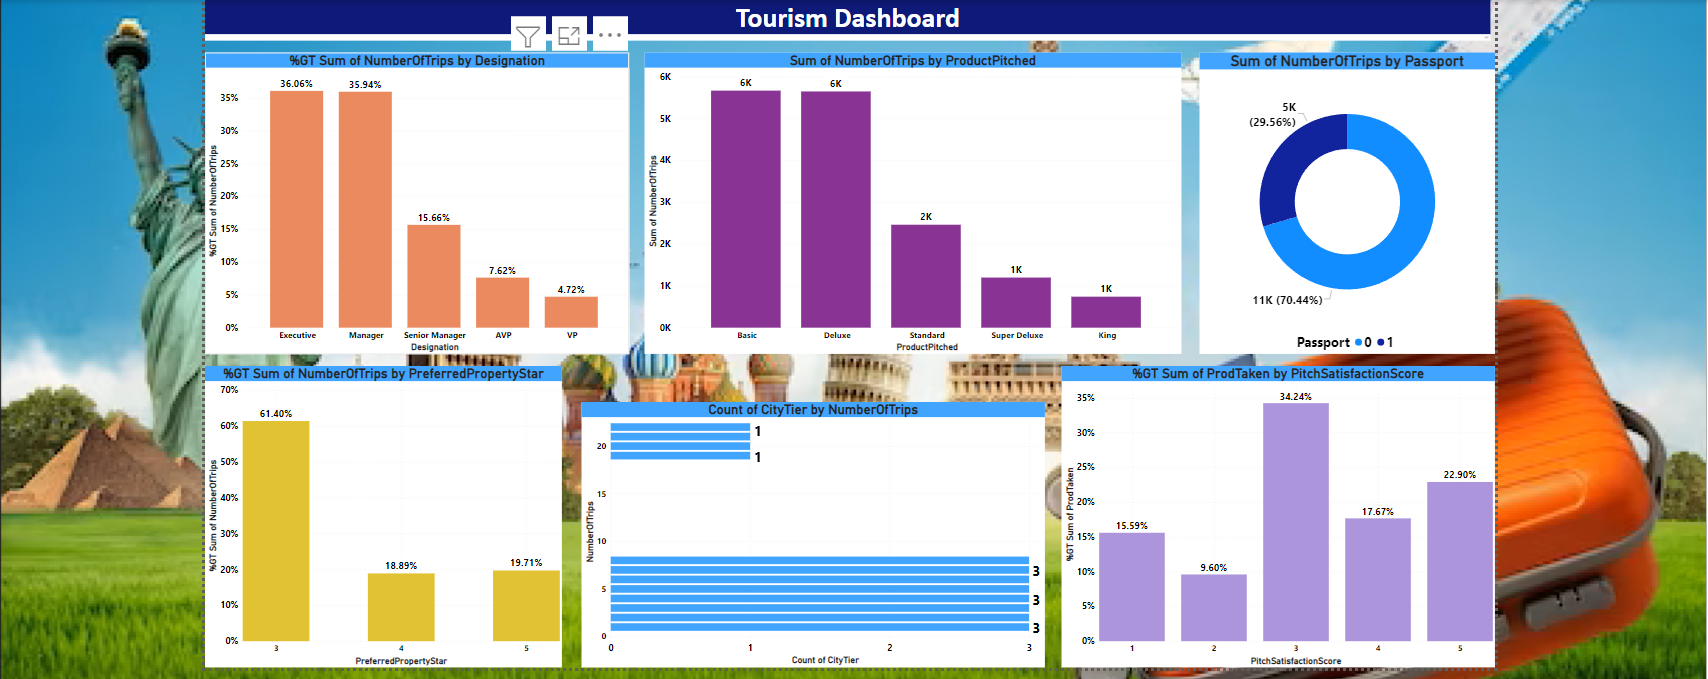 Tourism Dashboard
%GT Sum of NumberOfTrips by Designation
%GT Sum of NumberOfTrips
35%
30%
25%
20%
15%
10%
5%
0%
36.06%
35.94%
15.66%
7.62%
4.72%
Executive Manager Senior Manager AVP VP
Designation
Sum of NumberOfTrips by ProductPitched
Sum of NumberOfTrips
6K
5K
4K
3K
2K
1K
0K
6K
6K
2K
1K
1K
Basic Deluxe Standard Super Deluxe King
ProductPitched
Sum of NumberOfTrips by Passport
5K
(29.56%)
11K (70.44%)
Passport 0 1
%GT Sum of NumberOfTrips by PreferredPropertyStar
%GT Sum of NumberOfTrips
70%
60%
50%
40%
30%
20%
10%
0%
61.40%
18.89%
19.71%
3 4 5
PreferredPropertyStar
Count of CityTier by NumberOfTrips
NumberOfTrips
20
15
10
5
0
1
1
3
3
3
0 1 2 3
Count of CityTier
%GT Sum of ProdTaken by PitchSatisfactionScore
%GT Sum of ProdTaken
35%
30%
25%
20%
15%
10%
5%
0%
15.59%
9.60%
34.24%
17.67%
22.90%
1 2 3 4 5
PitchSatisfactionScore